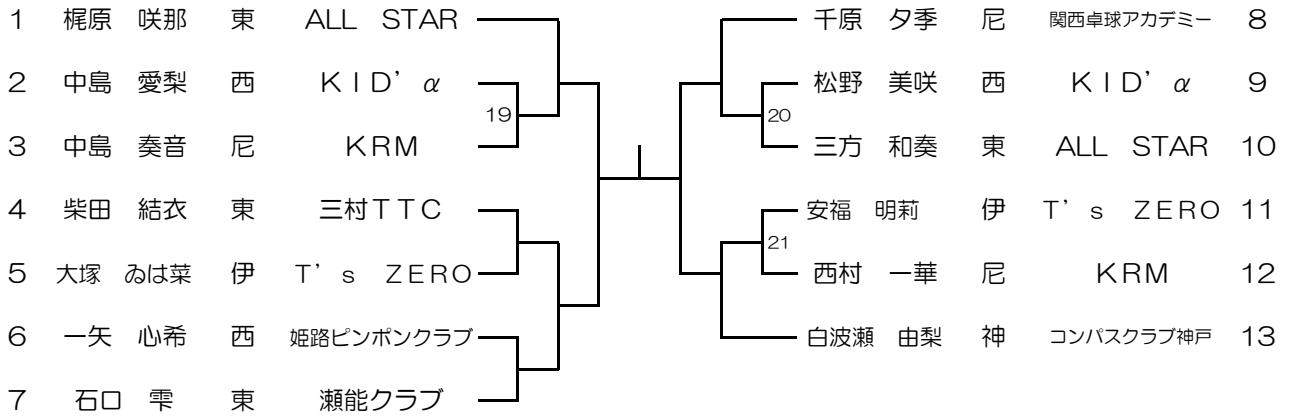 1 梶原 咲那 東 ALL STAR
2 中島 愛梨 西 KID'α
3 中島 奏音 尼 KRM
19
4 柴田 結衣 東 三村TTC
5 大塚 ゐは菜 伊 T's ZERO
6 一矢 心希 西 姫路ピンポンクラブ
7 石口 雫 東 瀬能クラブ
千原 夕季 尼 関西卓球アカデミー 8
松野 美咲 西 KID'α 9
20
三方 和奏 東 ALL STAR 10
安福 明莉 伊 T's ZERO 11
21
西村 一華 尼 KRM 12
白波瀬 由梨 神 コンパスクラブ神戸 13